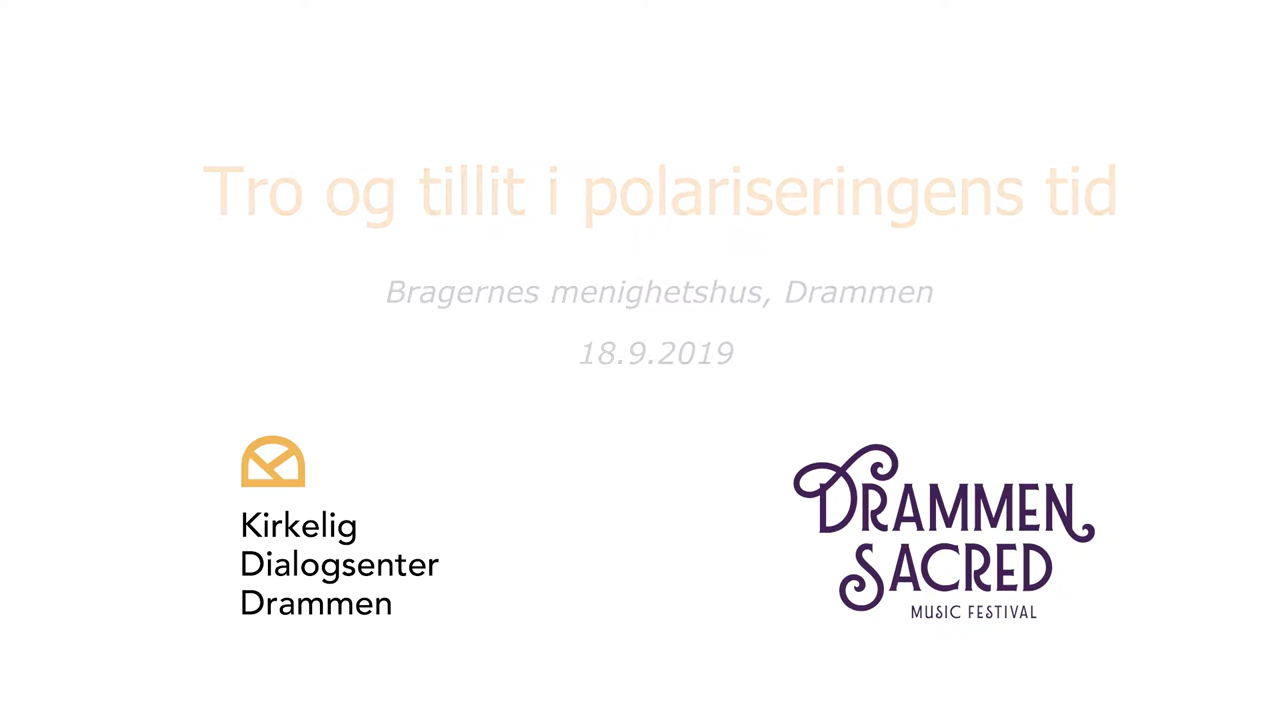 Tro og tillit i polariseringens tid
Bragernes menighetshus, Drammen
18.9.2019
Kirkelig
Dialogsenter
Drammen
DRAMMEN
SACRED
MUSIC FESTIVAL